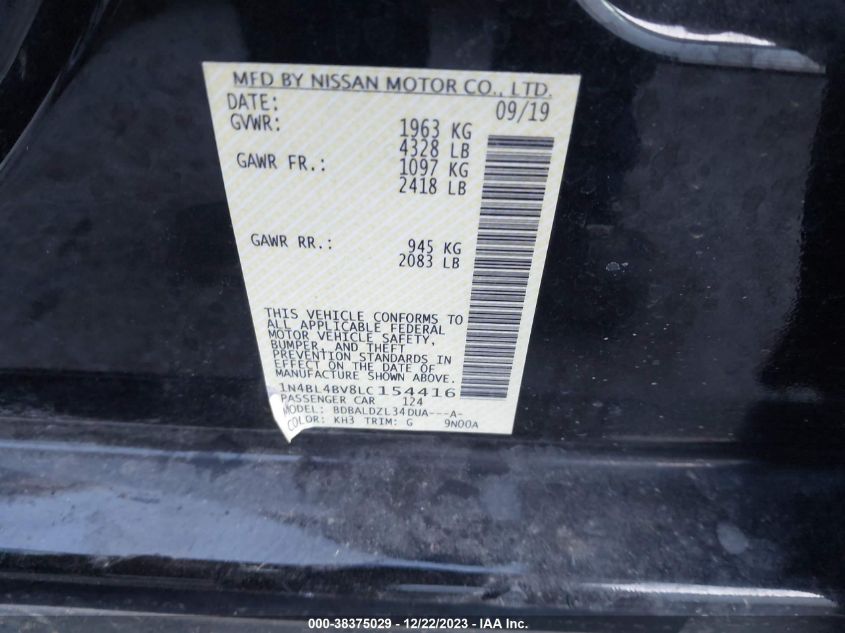 MFD BY NISSAN MOTOR CO., LTD.
DATE: 09/19
GVWR: 1963 KG
4328 LB
GAWR FR.: 1097 KG
2418 LB
GAWR RR.: 945 KG
2083 LB
THIS VEHICLE CONFORMS TO
ALL APPLICABLE FEDERAL
MOTOR VEHICLE SAFETY,
BUMPER, AND THEFT
PREVENTION STANDARDS IN
EFFECT ON THE DATE OF
MANUFACTURE SHOWN ABOVE.
1N4BL4BV8LC154416
PASSENGER CAR 124
MODEL: BDBALDZL34DUA---A-
COLOR: KH3 TRIM: G 9N00A
000-38375029 - 12/22/2023 - IAA Inc.